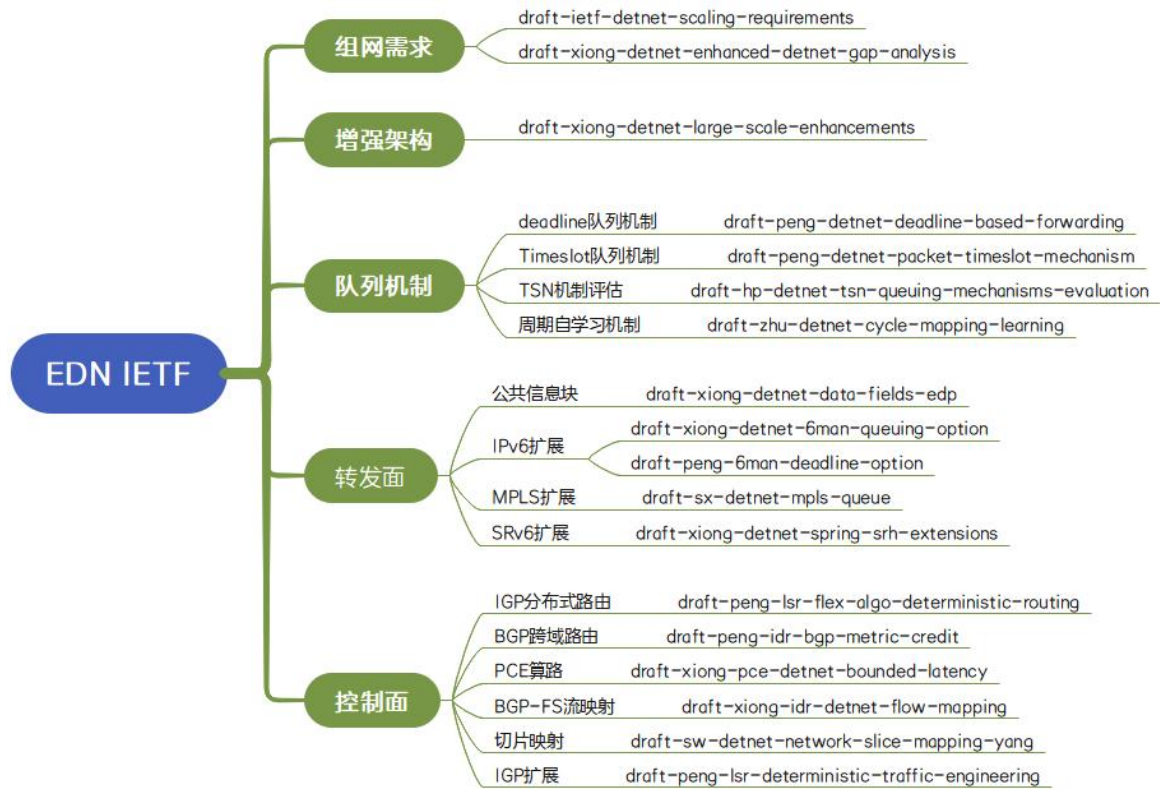 EDN IETF
组网需求
draft-ietf-detnet-scaling-requirements
draft-xiong-detnet-enhanced-detnet-gap-analysis
增强架构
draft-xiong-detnet-large-scale-enhancements
队列机制
deadline队列机制 draft-peng-detnet-deadline-based-forwarding
Timeslot队列机制 draft-peng-detnet-packet-timeslot-mechanism
TSN机制评估 draft-hp-detnet-tsn-queuing-mechanisms-evaluation
周期自学习机制 draft-zhu-detnet-cycle-mapping-learning
转发面
公共信息块 draft-xiong-detnet-data-fields-edp
IPv6扩展
draft-xiong-detnet-6man-queuing-option
draft-peng-6man-deadline-option
MPLS扩展 draft-sx-detnet-mpls-queue
SRv6扩展 draft-xiong-detnet-spring-srh-extensions
控制面
IGP分布式路由 draft-peng-lsr-flex-algo-deterministic-routing
BGP跨域路由 draft-peng-idr-bgp-metric-credit
PCE算路 draft-xiong-pce-detnet-bounded-latency
BGP-FS流映射 draft-xiong-idr-detnet-flow-mapping
切片映射 draft-sw-detnet-network-slice-mapping-yang
IGP扩展 draft-peng-lsr-deterministic-traffic-engineering